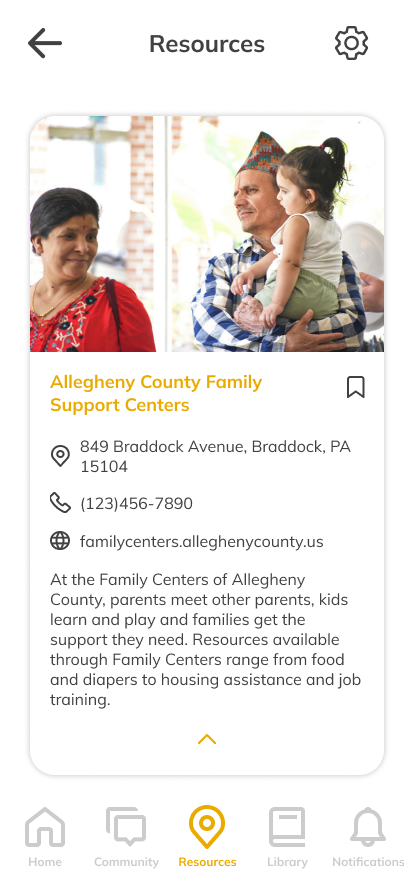 Resources
Allegheny County Family
Support Centers
849 Braddock Avenue, Braddock, PA
15104
(123)456-7890
familycenters.alleghenycounty.us
At the Family Centers of Allegheny
County, parents meet other parents, kids
learn and play and families get the
support they need. Resources available
through Family Centers range from food
and diapers to housing assistance and job
training.
Home
Community
Resources
Library
Notifications